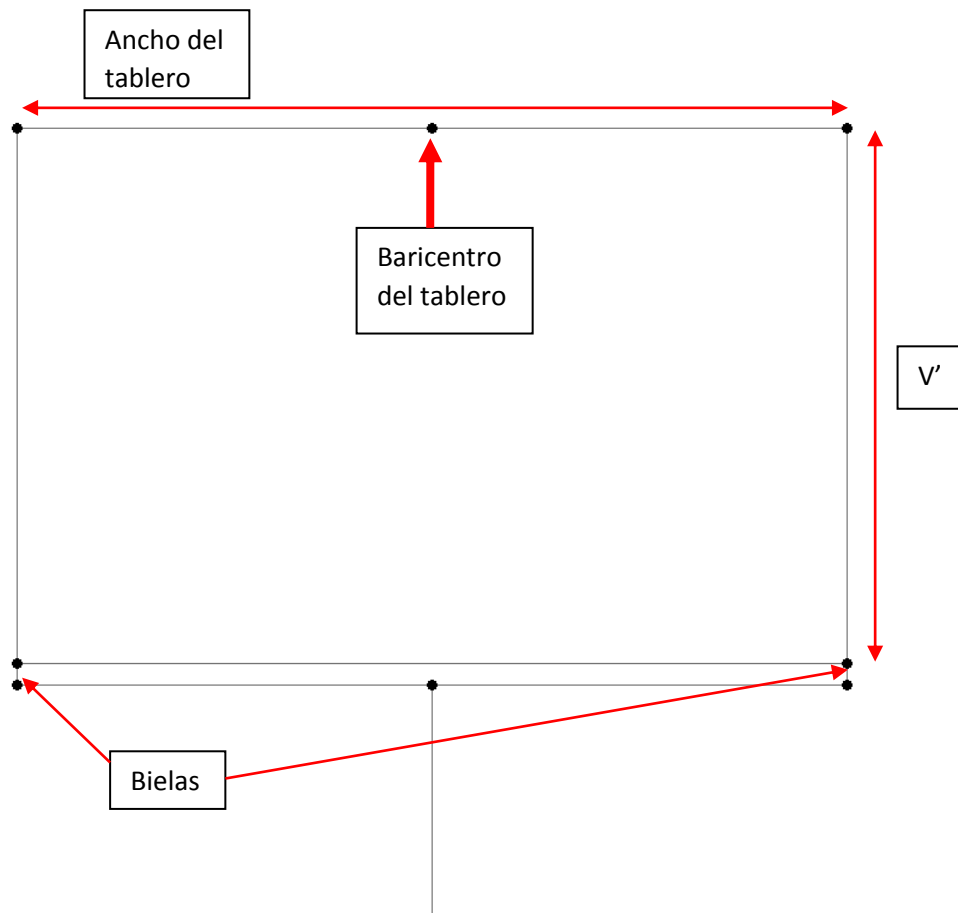 Ancho del
tablero
Baricentro
del tablero
V’
Bielas